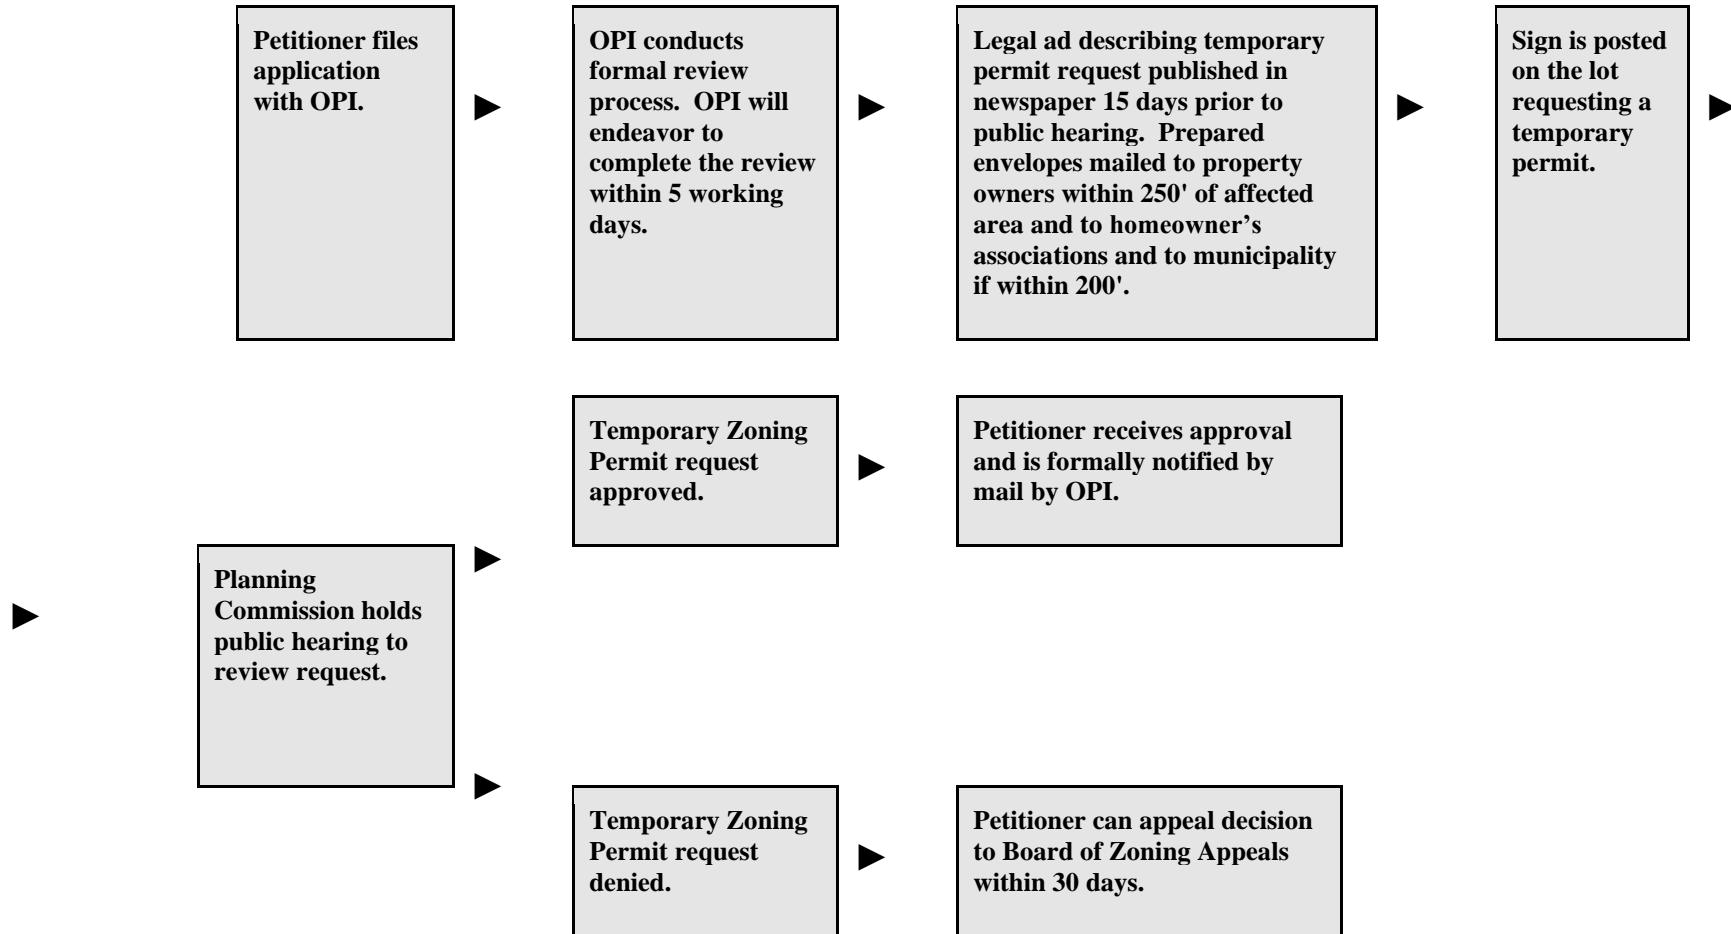 Petitioner files
application
with OPI.
OPI conducts
formal review
process.  OPI will
endeavor to
complete the review
within 5 working
days.
Legal ad describing temporary
permit request published in
newspaper 15 days prior to
public hearing.  Prepared
envelopes mailed to property
owners within 250' of affected
area and to homeowner’s
associations and to municipality
if within 200'.
Sign is posted
on the lot
requesting a
temporary
permit.
Planning
Commission holds
public hearing to
review request.
Temporary Zoning
Permit request
approved.
Petitioner receives approval
and is formally notified by
mail by OPI.
Temporary Zoning
Permit request
denied.
Petitioner can appeal decision
to Board of Zoning Appeals
within 30 days.